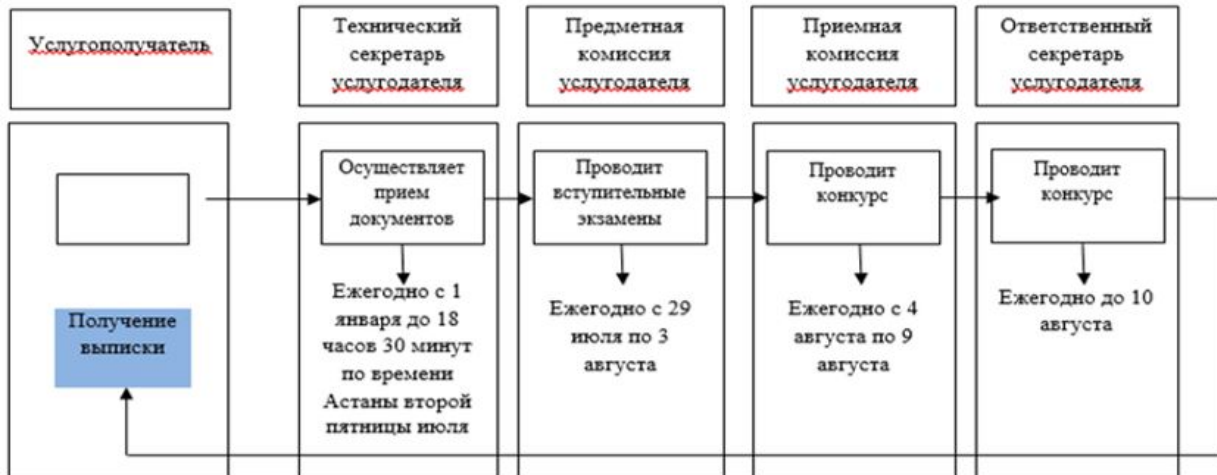 Услугополучатель
Технический
секретарь
услугодателя
Предметная
комиссия
услугодателя
Приемная
комиссия
услугодателя
Ответственный
секретарь
услугодателя
Осуществляет
прием
документов
Проводит
вступительные
экзамены
Проводит
конкурс
Проводит
конкурс
Ежегодно с 1
января до 18
часов 30 минут
по времени
Астаны второй
пятницы июля
Ежегодно с 29
июля по 3
августа
Ежегодно с 4
августа по 9
августа
Ежегодно до 10
августа
Получение
выписки